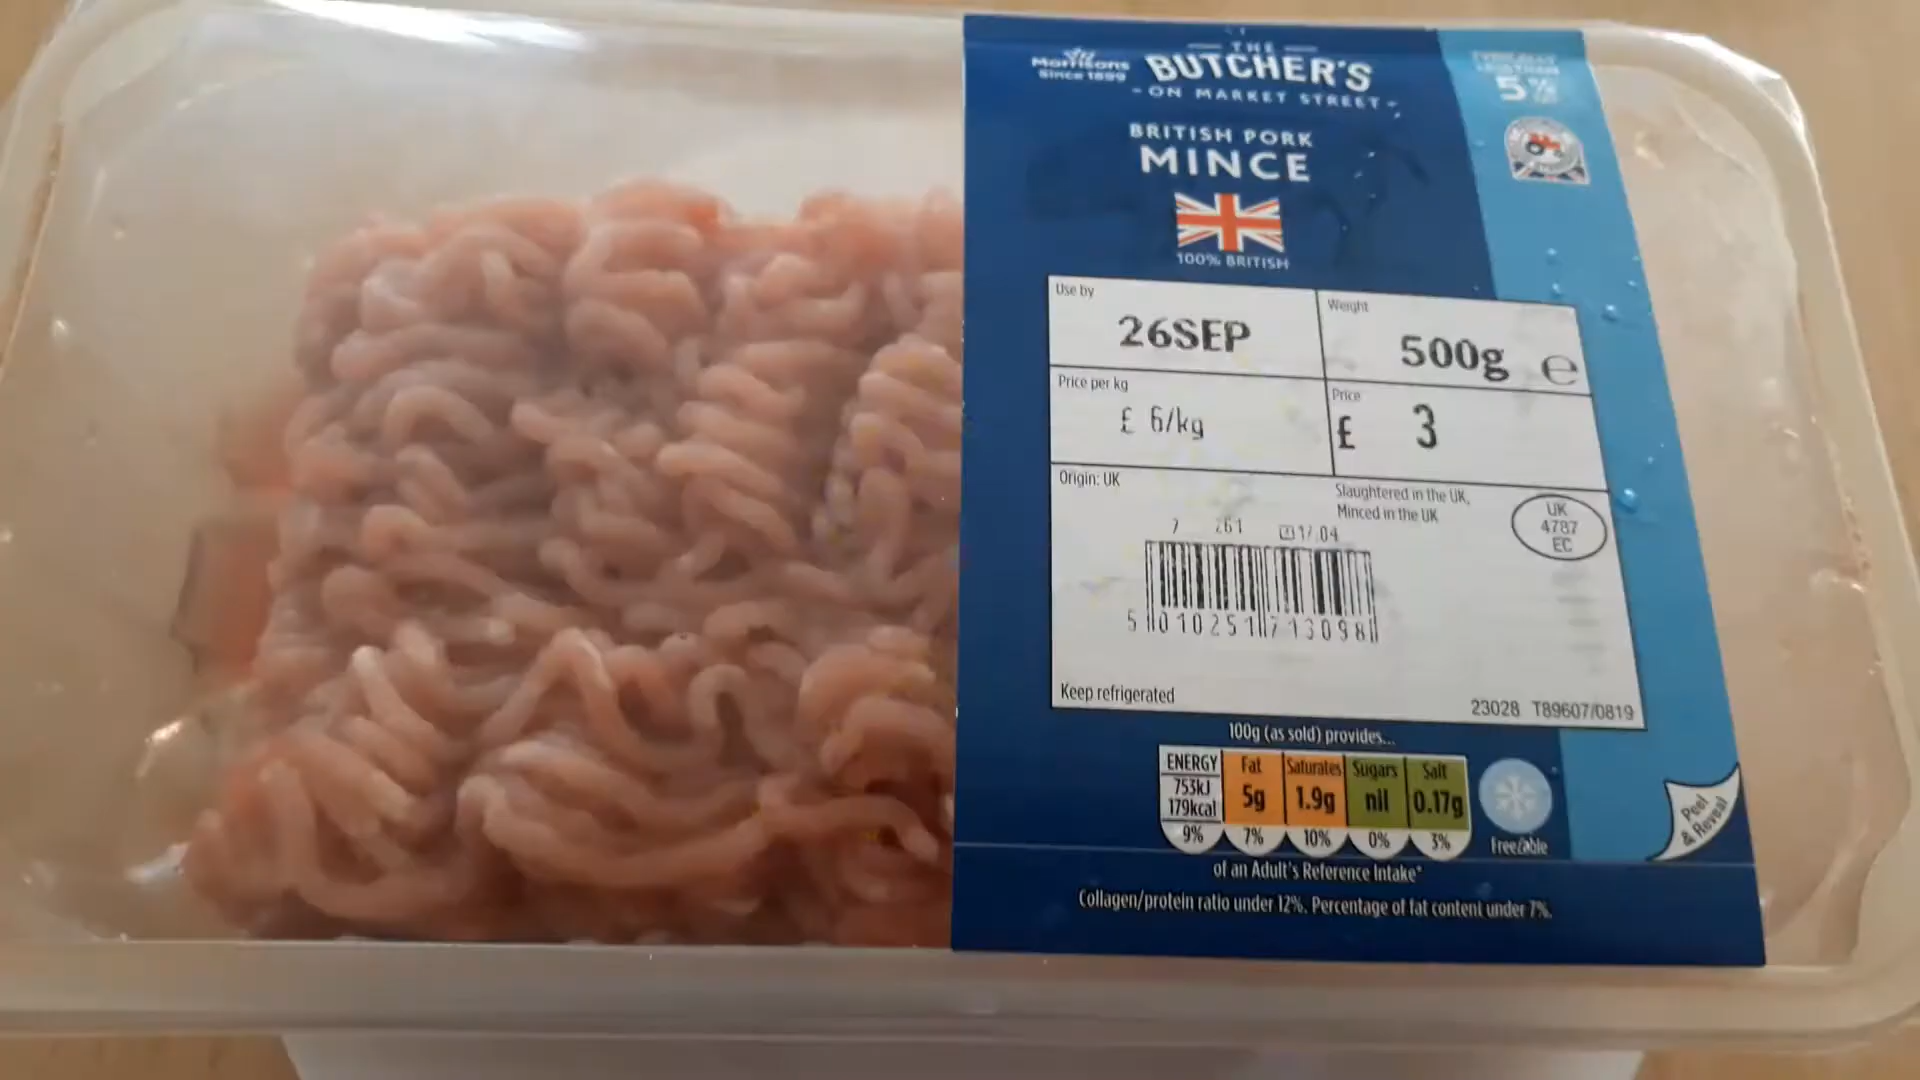 Morrisons
Since 1899
THE
BUTCHER'S
- ON MARKET STREET -
5%
BRITISH PORK
MINCE
100% BRITISH
Use by
26SEP
Weight
500g e
Price per kg
£ 6/kg
Price
£ 3
Origin: UK
Slaughtered in the UK,
Minced in the UK
UK
4787
EC
7 261 17:04
5 010251 713098
Keep refrigerated
23028 T89607/0819
100g (as sold) provides...
ENERGY
753kJ
179kcal
9%
Fat
5g
7%
Saturates
1.9g
10%
Sugars
nil
0%
Salt
0.17g
3%
Freezable
Peel
& Reveal
of an Adult's Reference Intake*
Collagen/protein ratio under 12%. Percentage of fat content under 7%.